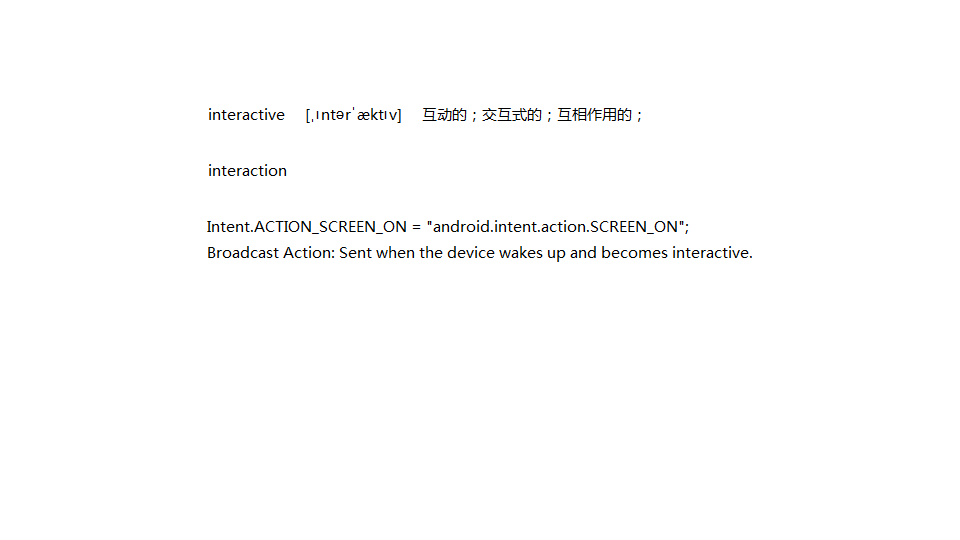 interactive [ˌɪntərˈæktɪv] 互动的；交互式的；互相作用的；
interaction
Intent.ACTION_SCREEN_ON = "android.intent.action.SCREEN_ON";
Broadcast Action: Sent when the device wakes up and becomes interactive.